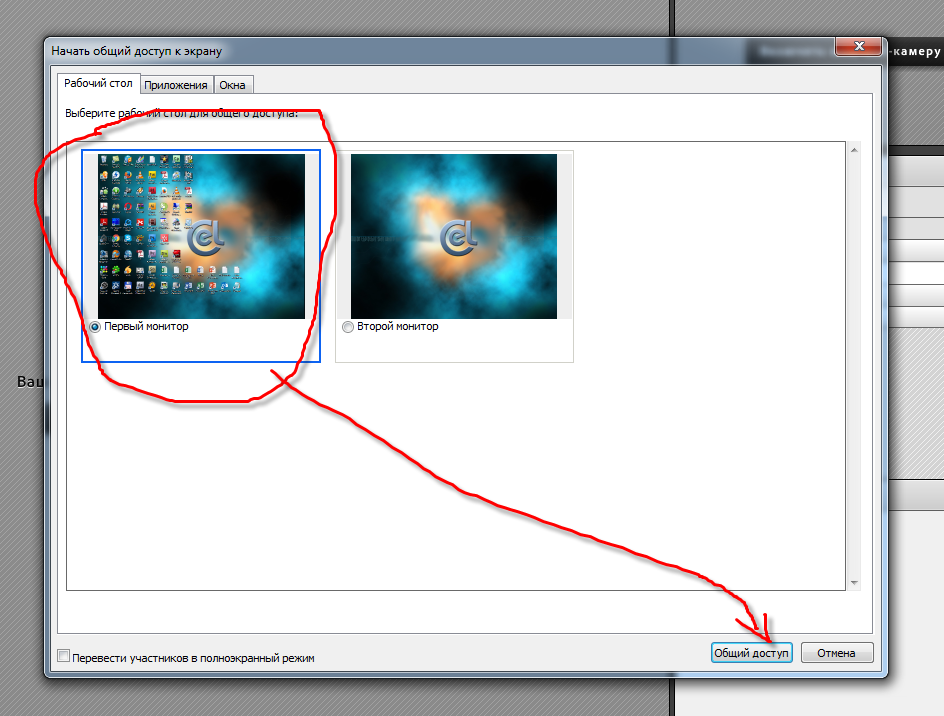 Начать общий доступ к экрану
-камеру
Рабочий стол
Приложения
Окна
Выберите рабочий стол для общего доступа:
Первый монитор
Второй монитор
Ваш
Перевести участников в полноэкранный режим
Общий доступ
Отмена